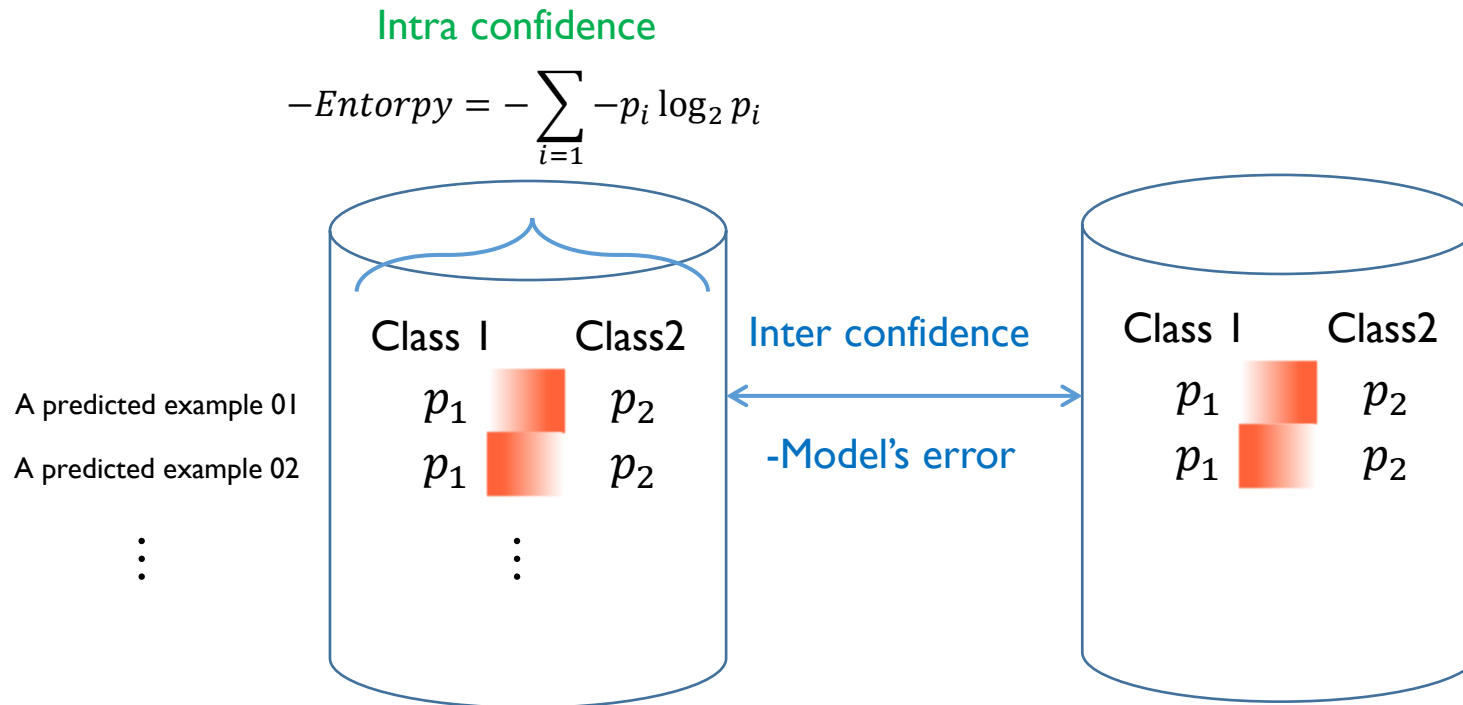 Intra confidence
−Entorpy = − ∑ −p_i log_2 p_i
i=1
Class 1 Class2
Class 1 Class2
Inter confidence
A predicted example 01 p_1 p_2
p_1 p_2
-Model's error
A predicted example 02 p_1 p_2
p_1 p_2
⋮ ⋮